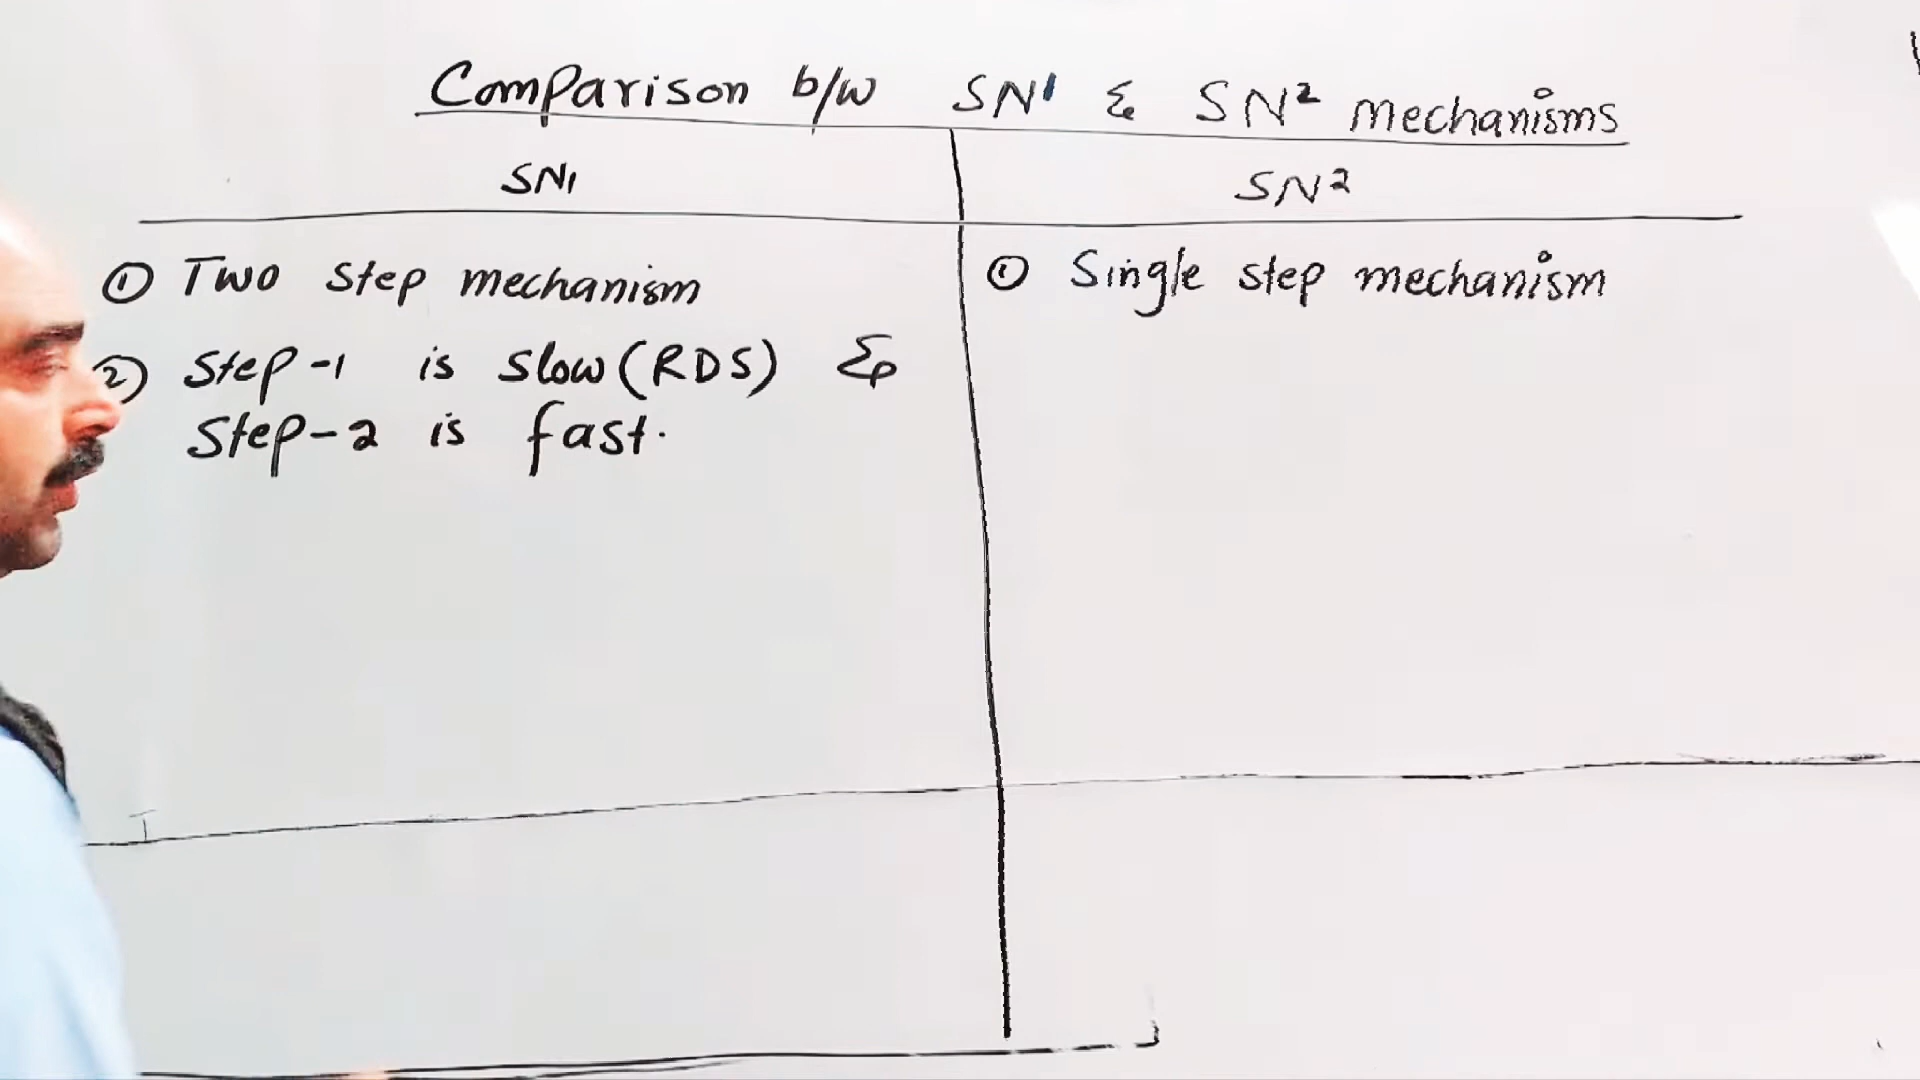 Comparison b/w SN¹ & SN² mechanisms
SN1
SN²
① Two step mechanism
① Single step mechanism
② Step-1 is slow (RDS) &
Step-2 is fast.